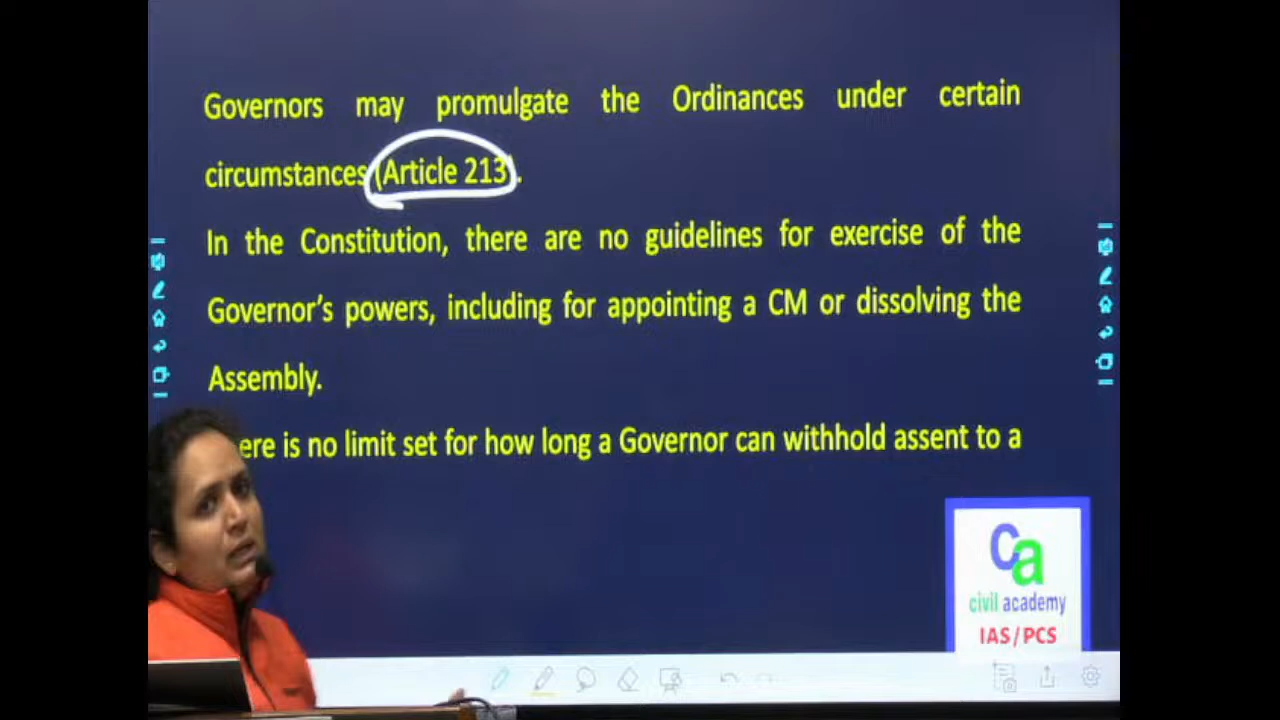 Governors may promulgate the Ordinances under certain
circumstances (Article 213).
In the Constitution, there are no guidelines for exercise of the
Governor's powers, including for appointing a CM or dissolving the
Assembly.
ere is no limit set for how long a Governor can withhold assent to a
ca
civil academy
IAS/PCS